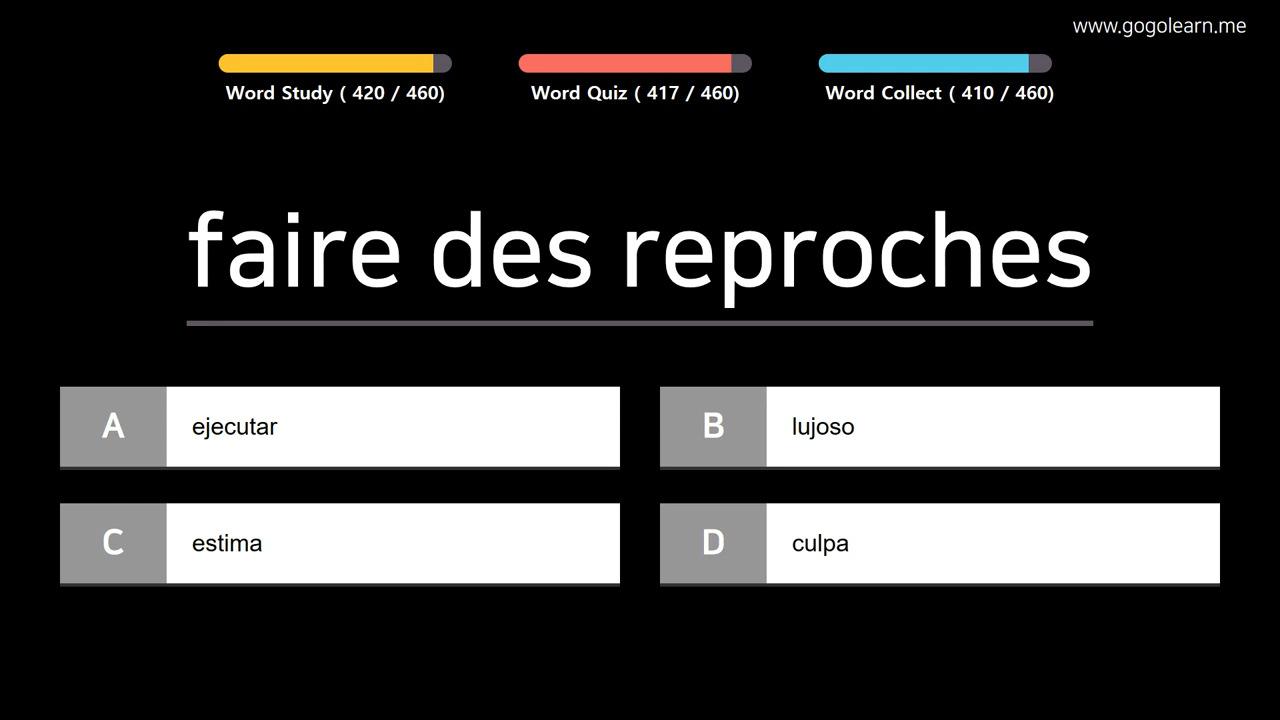 www.gogolearn.me
Word Study ( 420 / 460)
Word Quiz ( 417 / 460)
Word Collect ( 410 / 460)
faire des reproches
A ejecutar
B lujoso
C estima
D culpa